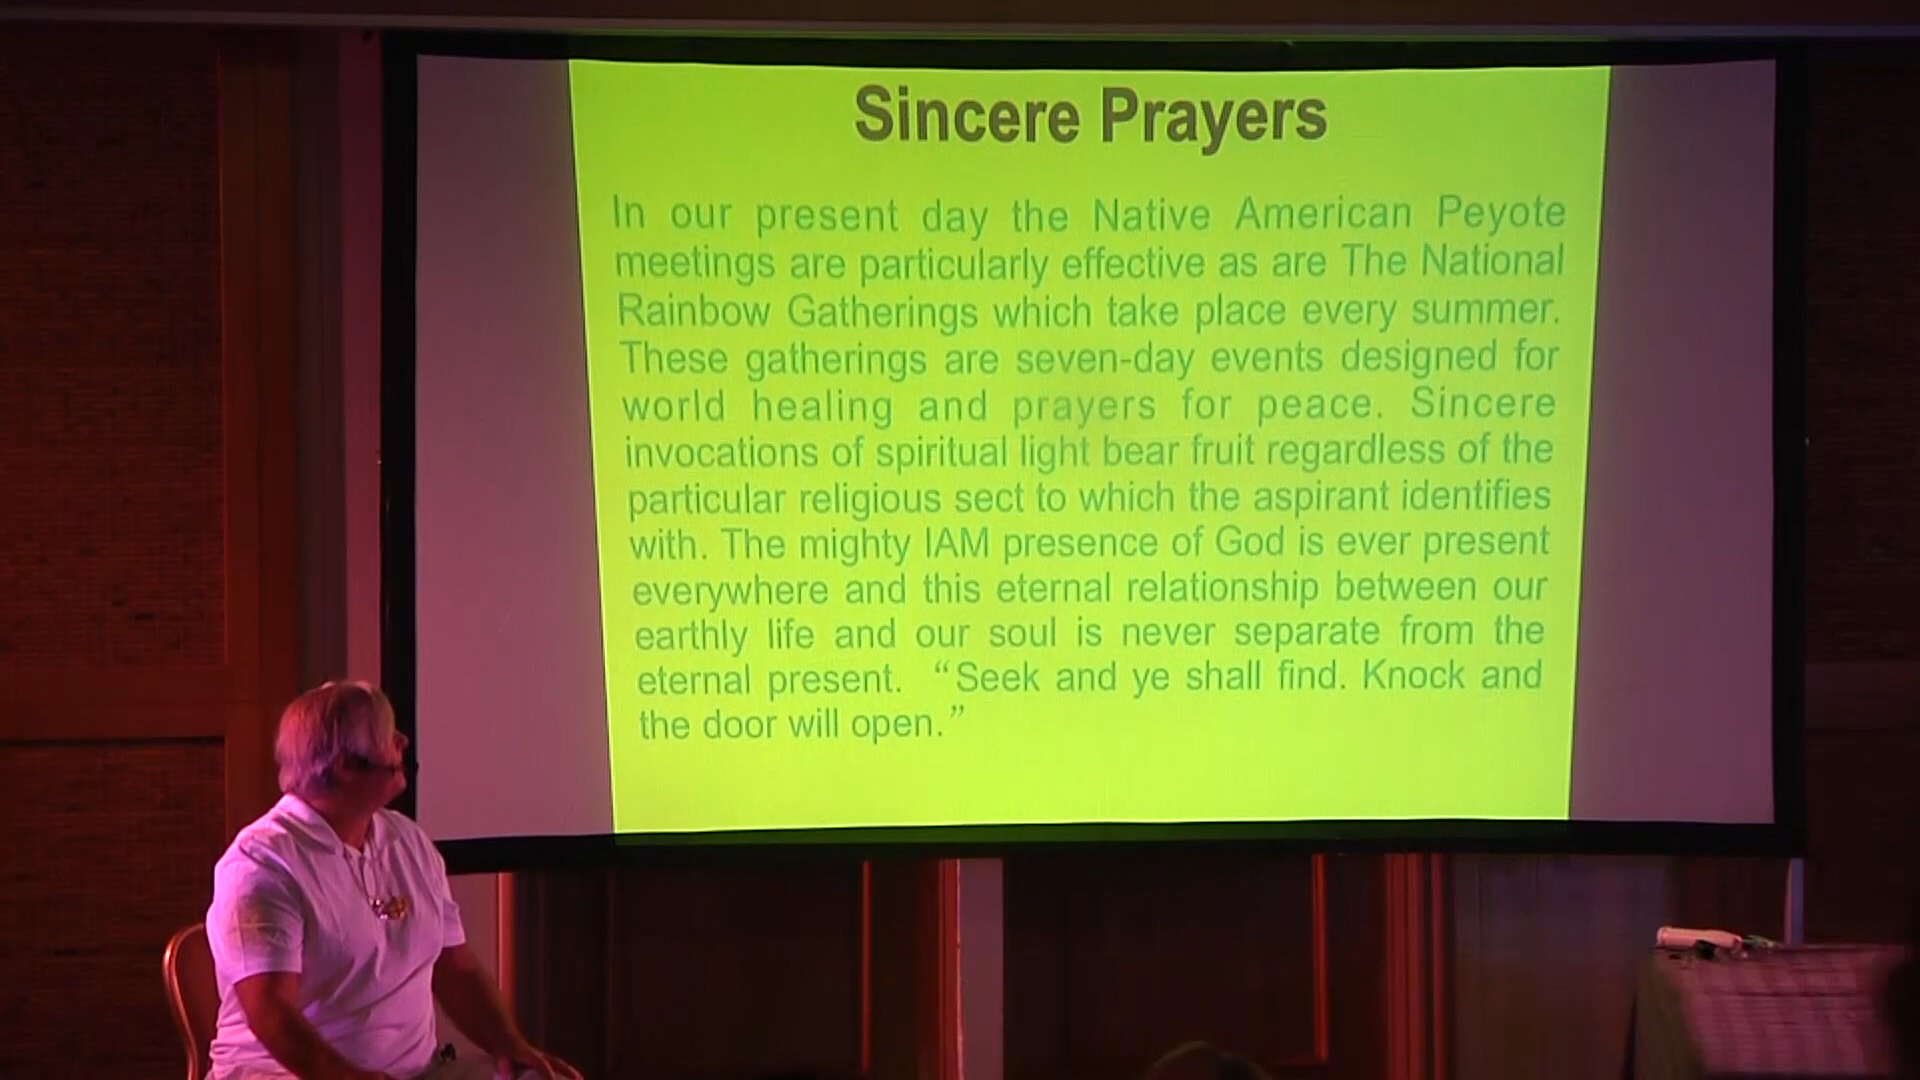 Sincere Prayers
In our present day the Native American Peyote
meetings are particularly effective as are The National
Rainbow Gatherings which take place every summer.
These gatherings are seven-day events designed for
world healing and prayers for peace. Sincere
invocations of spiritual light bear fruit regardless of the
particular religious sect to which the aspirant identifies
with. The mighty IAM presence of God is ever present
everywhere and this eternal relationship between our
earthly life and our soul is never separate from the
eternal present. “Seek and ye shall find. Knock and
the door will open.”